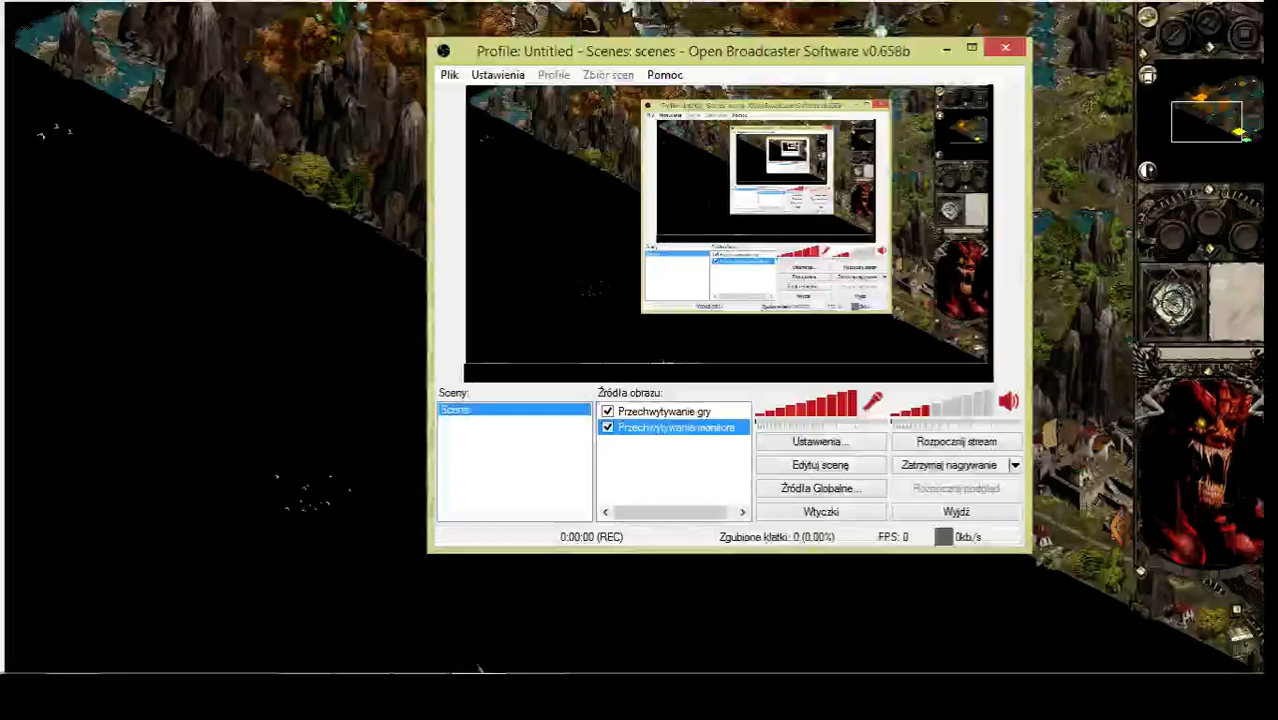 Profile: Untitled - Scenes: scenes - Open Broadcaster Software v0.658b
Plik Ustawienia Profile Zbiór scen Pomoc
Sceny:
Źródła obrazu:
Scene
Przechwytywanie gry
Przechwytywanie monitora
Ustawienia...
Rozpocznij stream
Edytuj scenę
Zatrzymaj nagrywanie
Źródła Globalne...
Rozpocznij podgląd
Wtyczki
Wyjdź
0:00:00 (REC)
Zgubione klatki: 0 (0.00%)
FPS: 0
0kb/s